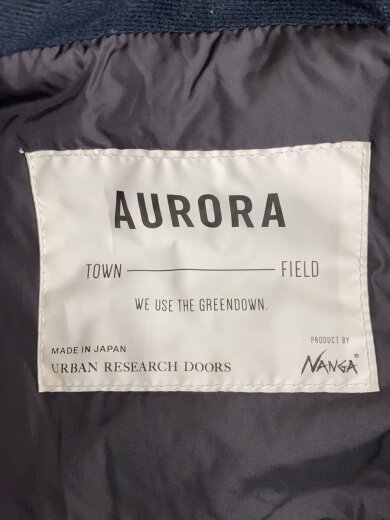 AURORA
TOWN FIELD
WE USE THE GREENDOWN.
MADE IN JAPAN
URBAN RESEARCH DOORS
PRODUCT BY
NANGA®